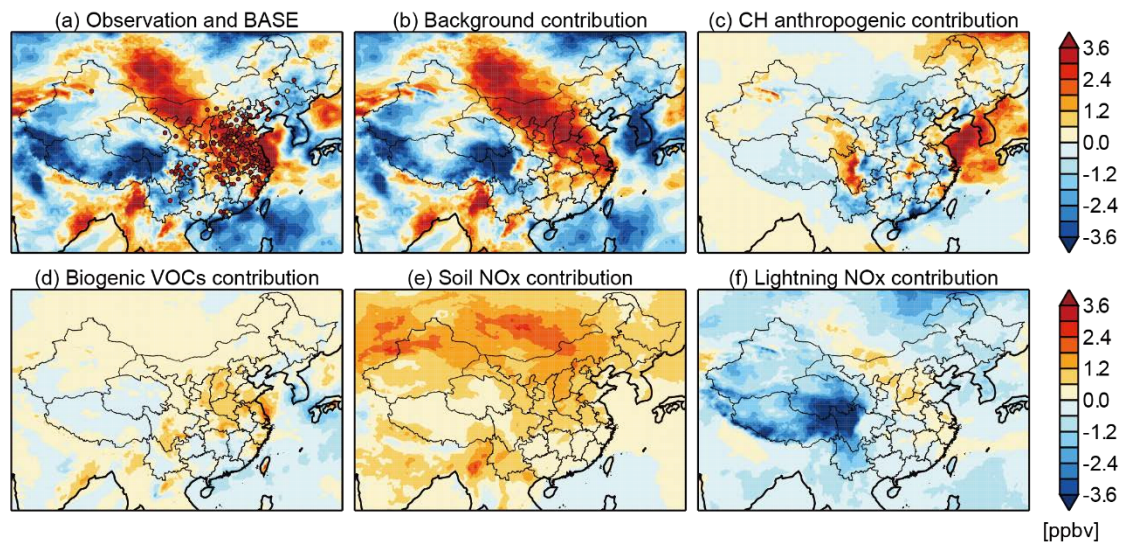 (a) Observation and BASE
(b) Background contribution
(c) CH anthropogenic contribution
3.6
2.4
1.2
0.0
-1.2
-2.4
-3.6
(d) Biogenic VOCs contribution
(e) Soil NOx contribution
(f) Lightning NOx contribution
3.6
2.4
1.2
0.0
-1.2
-2.4
-3.6
[ppbv]